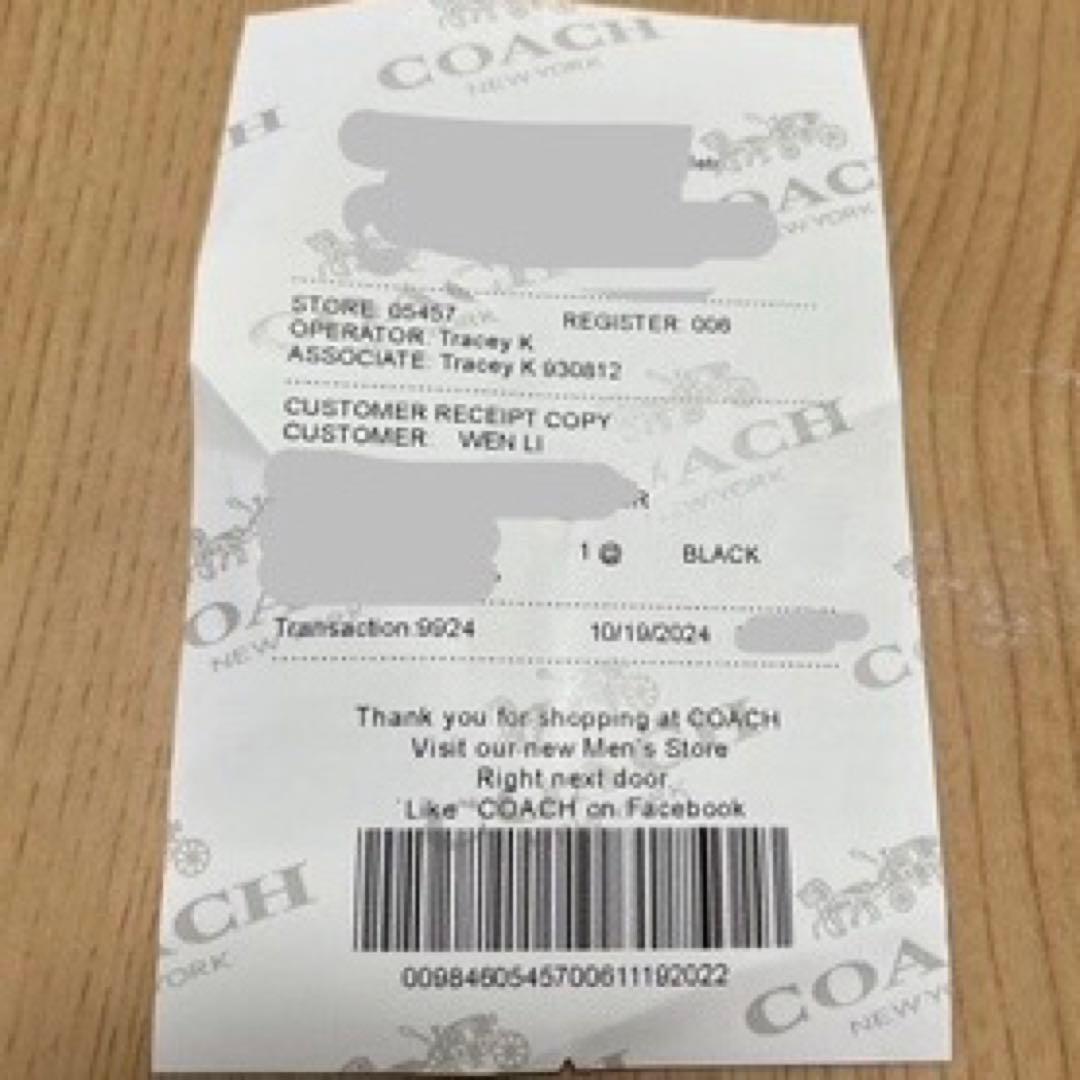 COACH
NEW YORK
STORE: 05457
REGISTER: 006
OPERATOR: Tracey K
ASSOCIATE: Tracey K 930812
CUSTOMER RECEIPT COPY
CUSTOMER: WEN LI
R
1 @ BLACK
Transaction:9924 10/19/2024
Thank you for shopping at COACH
Visit our new Men's Store
Right next door.
"Like" COACH on Facebook
009846054570061119​2022